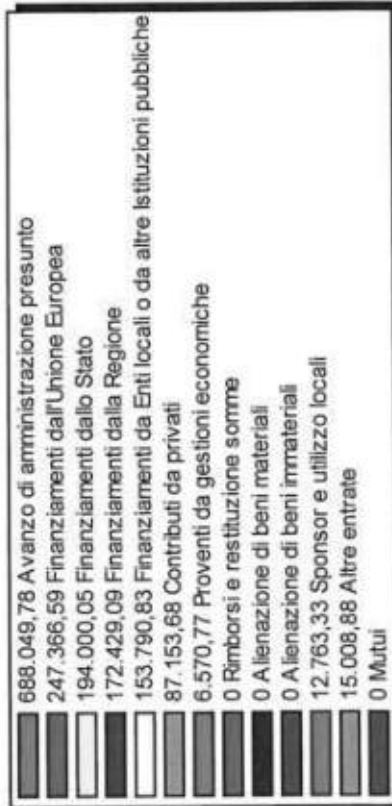 688.049,78 Avanzo di amministrazione presunto
247.366,59 Finanziamenti dall'Unione Europea
194.000,05 Finanziamenti dallo Stato
172.429,09 Finanziamenti dalla Regione
153.790,83 Finanziamenti da Enti locali o da altre Istituzioni pubbliche
87.153,68 Contributi da privati
6.570,77 Proventi da gestioni economiche
0 Rimborsi e restituzione somme
0 Alienazione di beni materiali
0 Alienazione di beni immateriali
12.763,33 Sponsor e utilizzo locali
15.008,88 Altre entrate
0 Mutui